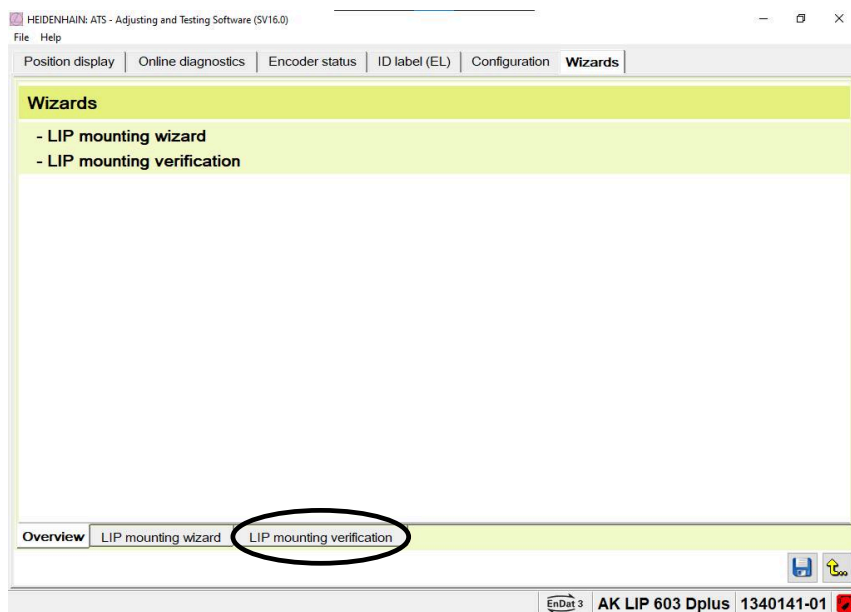 HEIDENHAIN: ATS - Adjusting and Testing Software (SV16.0)
File Help
Position display Online diagnostics Encoder status ID label (EL) Configuration Wizards
Wizards
- LIP mounting wizard
- LIP mounting verification
Overview LIP mounting wizard LIP mounting verification
EnDat 3 AK LIP 603 Dplus 1340141-01